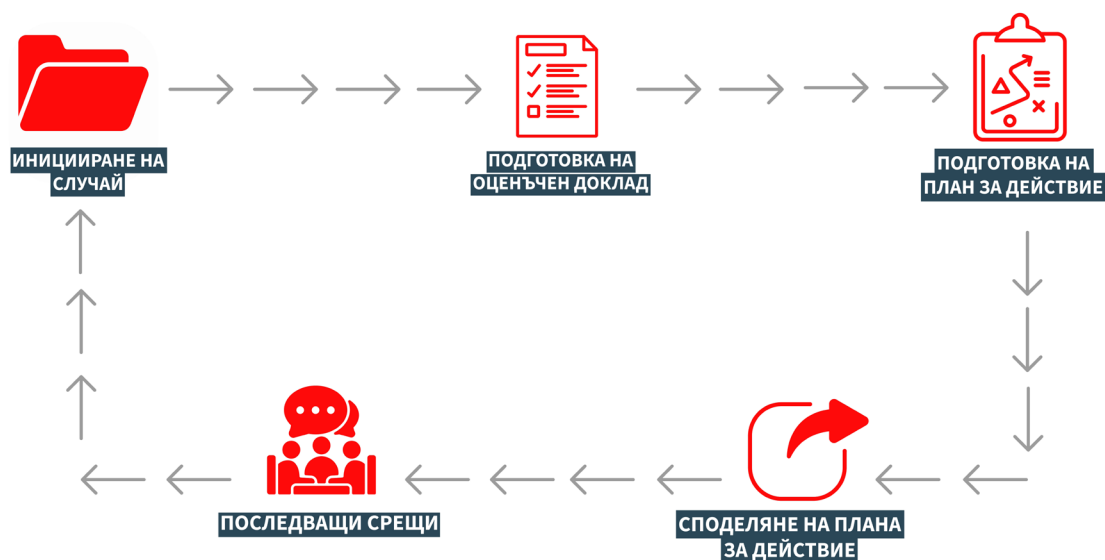 ИНИЦИИРАНЕ НА
СЛУЧАЙ
ПОДГОТОВКА НА
ОЦЕНЪЧЕН ДОКЛАД
ПОДГОТОВКА НА
ПЛАН ЗА ДЕЙСТВИЕ
СПОДЕЛЯНЕ НА ПЛАНА
ЗА ДЕЙСТВИЕ
ПОСЛЕДВАЩИ СРЕЩИ